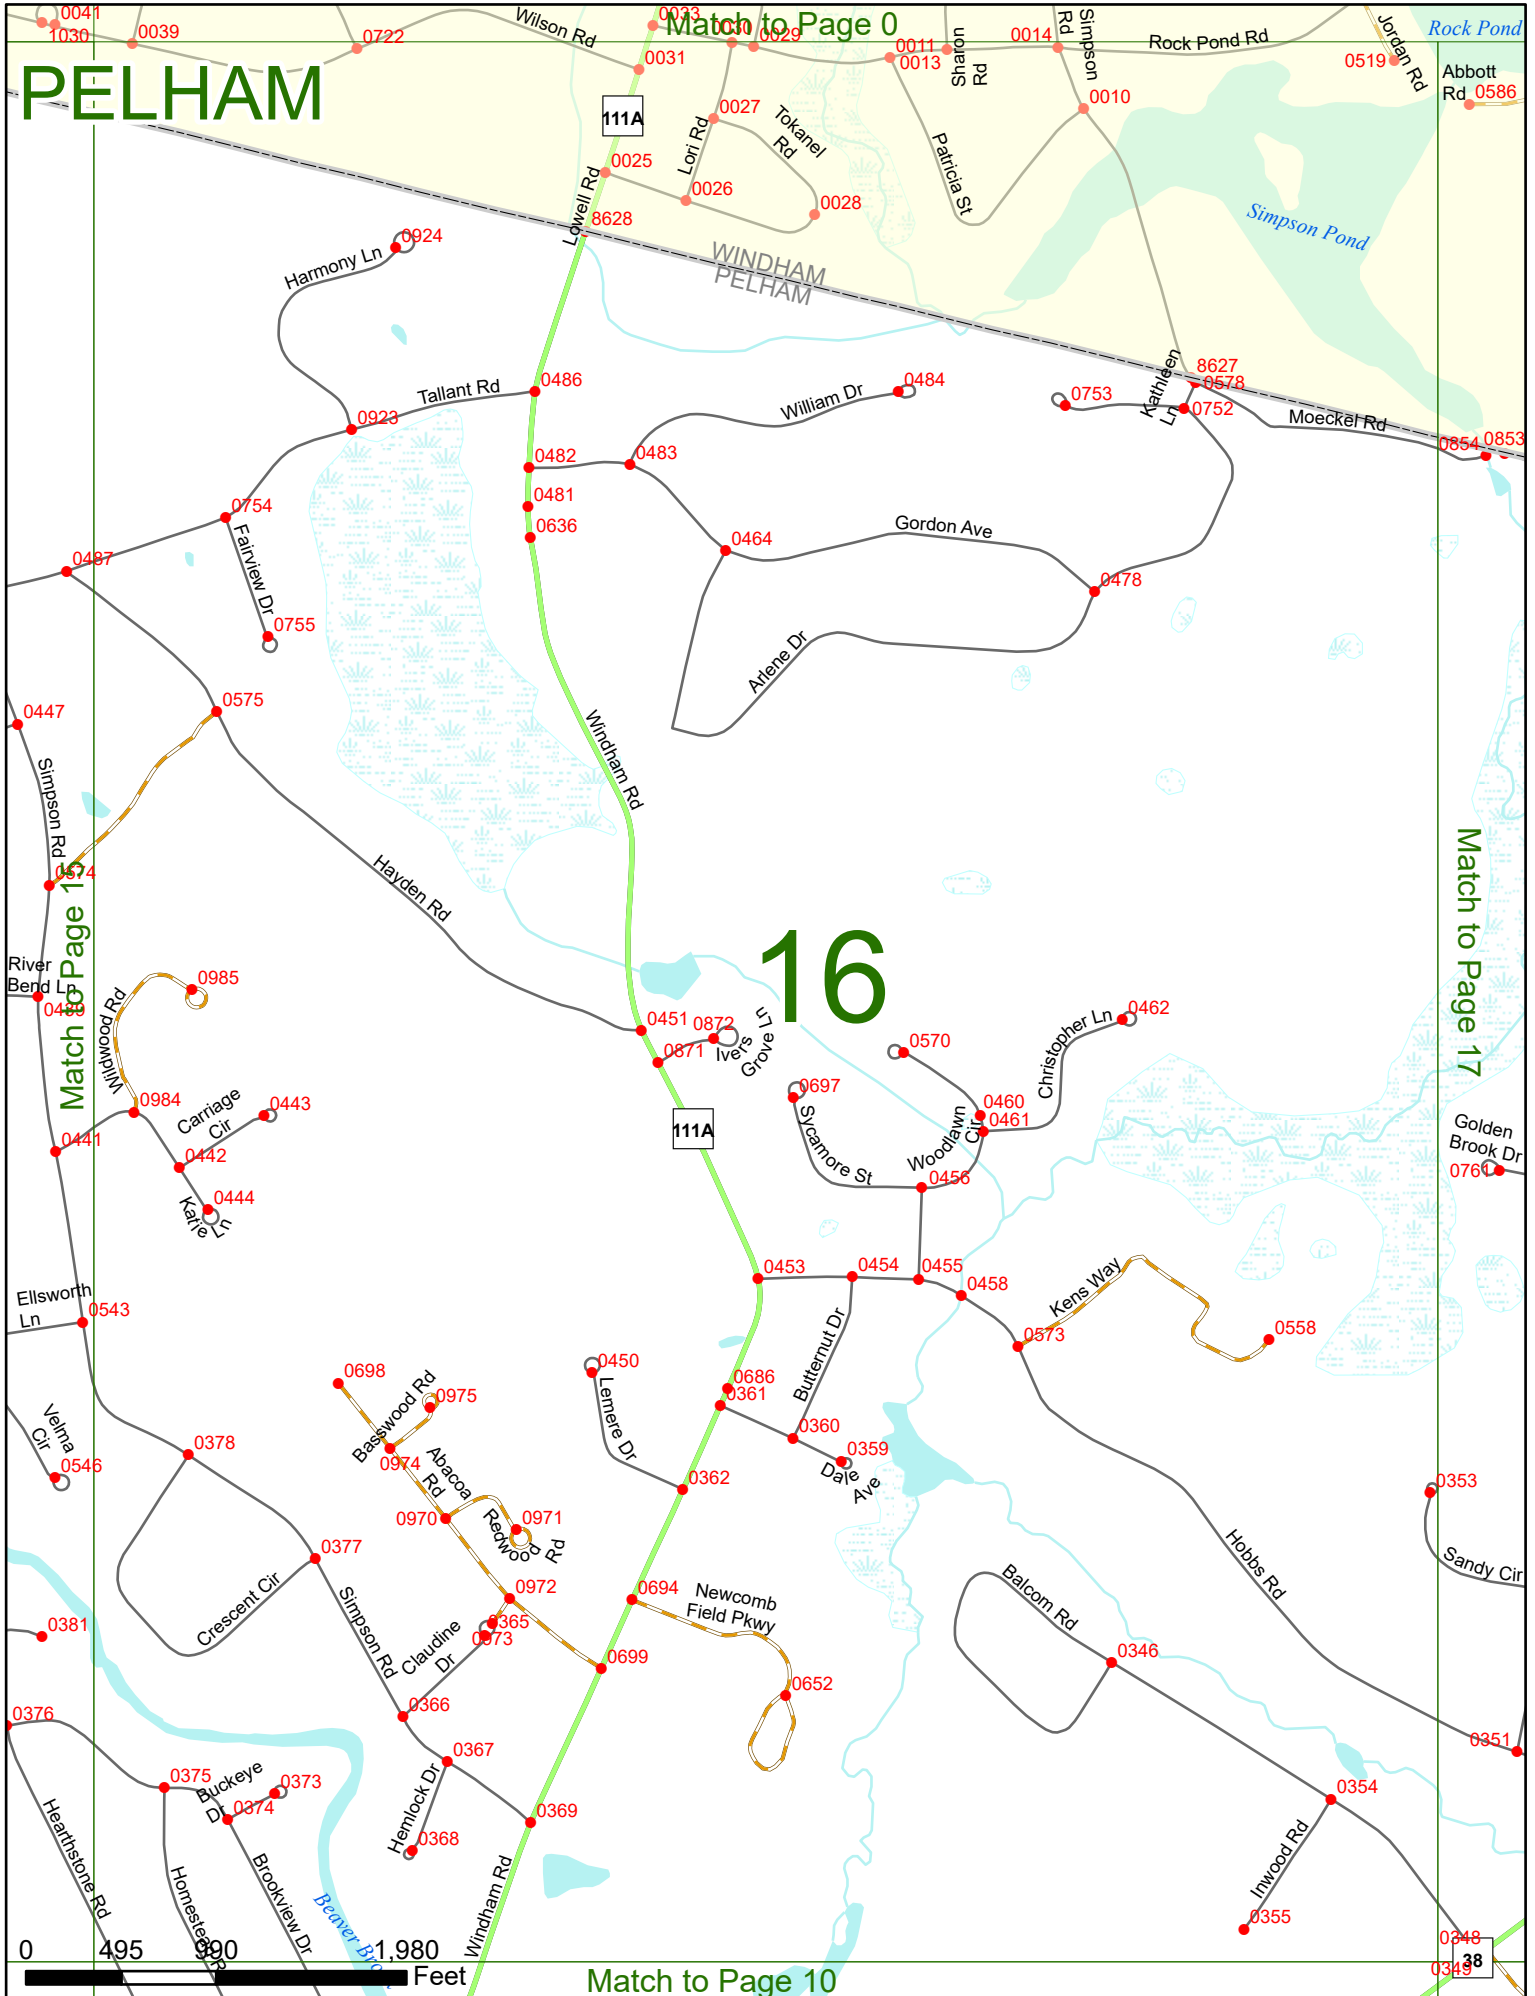 0041
1030
0039
0722
Wilson Rd
0033
Match to Page 0
0030
0029
0031
0011
0013
Sharon
Rd
0014
Simpson
Rd
Rock Pond Rd
Jordan Rd
0519
Rock Pond
Abbott
Rd
0586
PELHAM
111A
0027
Lori Rd
Tokanel
Rd
0010
Patricia St
0025
0026
0028
Lowell Rd
8628
Simpson Pond
WINDHAM
PELHAM
0924
Harmony Ln
Tallant Rd
0486
0923
William Dr
0484
0753
Kathleen
Ln
8627
0578
0752
Moeckel Rd
0854
0853
0482
0483
0481
0636
0754
Fairview Dr
0464
Gordon Ave
0487
0478
0755
Arlene Dr
0575
0447
Windham Rd
Simpson Rd
0574
Match to Page 15
Hayden Rd
Match to Page 17
16
River
Bend Ln
0489
0985
Wildwood Rd
0451
0872
Ivers
Grove Ln
0871
0462
Christopher Ln
0570
0697
0460
0461
0984
Carriage
Cir
0443
111A
Sycamore St
Woodlawn
Cir
Golden
Brook Dr
0761
0441
0442
0456
0444
Katie Ln
0453
0454
0455
0458
Kens Way
Ellsworth
Ln
0543
0573
0558
Butternut Dr
0450
0698
0975
Basswood Rd
0686
0361
Lemere Dr
Velma
Cir
0378
0974
Abacoa
Rd
0360
0359
Dale
Ave
0546
0362
0353
0970
0971
Redwood
Rd
0377
Hobbs Rd
Sandy Cir
Crescent Cir
Simpson Rd
0972
0694
Newcomb
Field Pkwy
Balcom Rd
0365
0973
Claudine
Dr
0381
0699
0346
0652
0376
0366
0351
0367
0375
Buckeye
Dr
0373
0374
Hemlock Dr
0354
0369
0368
Hearthstone Rd
Inwood Rd
Homestead R
Brookview Dr
Windham Rd
0355
Beaver Brook
0348
38
0349
0 495 990 1,980
Feet
Match to Page 10